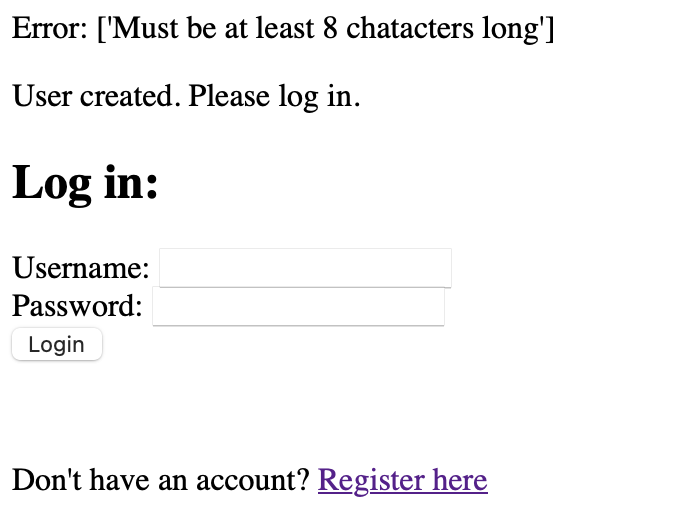 Error: ['Must be at least 8 chatacters long']
User created. Please log in.
Log in:
Username:
Password:
Login
Don't have an account? Register here